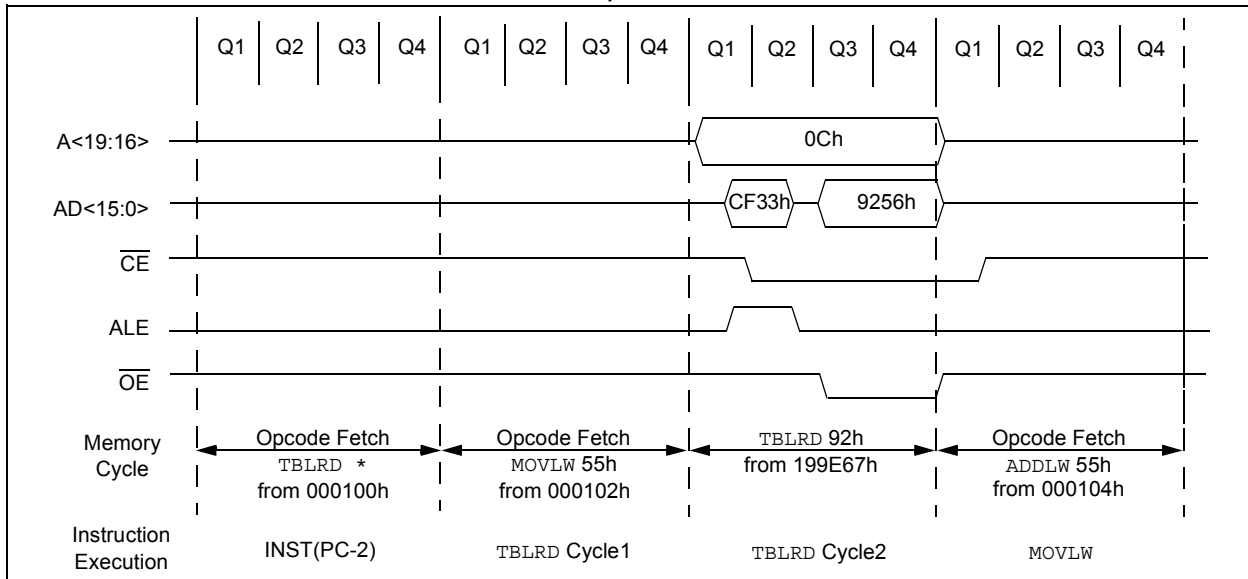 Q1 Q2 Q3 Q4 Q1 Q2 Q3 Q4 Q1 Q2 Q3 Q4 Q1 Q2 Q3 Q4
A<19:16> 0Ch
AD<15:0> CF33h 9256h
CE
ALE
OE
Memory Cycle
Opcode Fetch
TBLRD *
from 000100h
Opcode Fetch
MOVLW 55h
from 000102h
TBLRD 92h
from 199E67h
Opcode Fetch
ADDLW 55h
from 000104h
Instruction Execution
INST(PC-2)
TBLRD Cycle1
TBLRD Cycle2
MOVLW